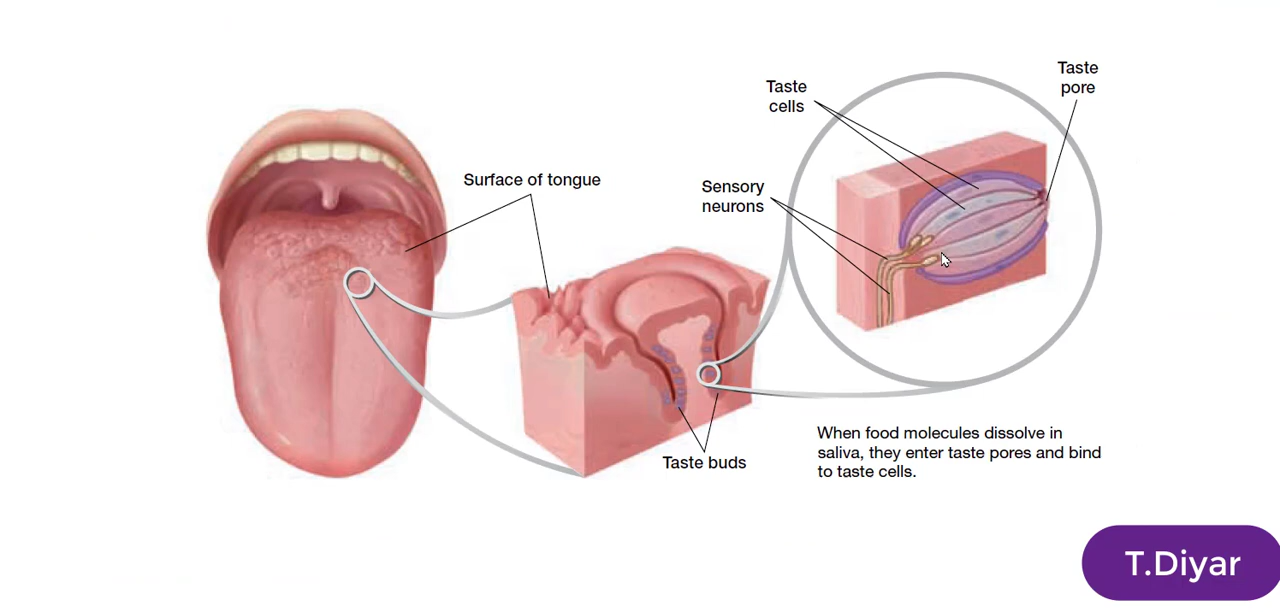 Taste
pore
Taste
cells
Surface of tongue
Sensory
neurons
Taste buds
When food molecules dissolve in
saliva, they enter taste pores and bind
to taste cells.
T.Diyar